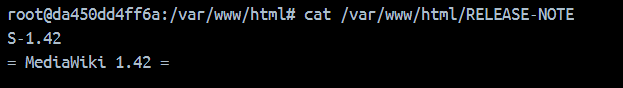 root@da450dd4ff6a:/var/www/html# cat /var/www/html/RELEASE-NOTE
S-1.42
= MediaWiki 1.42 =